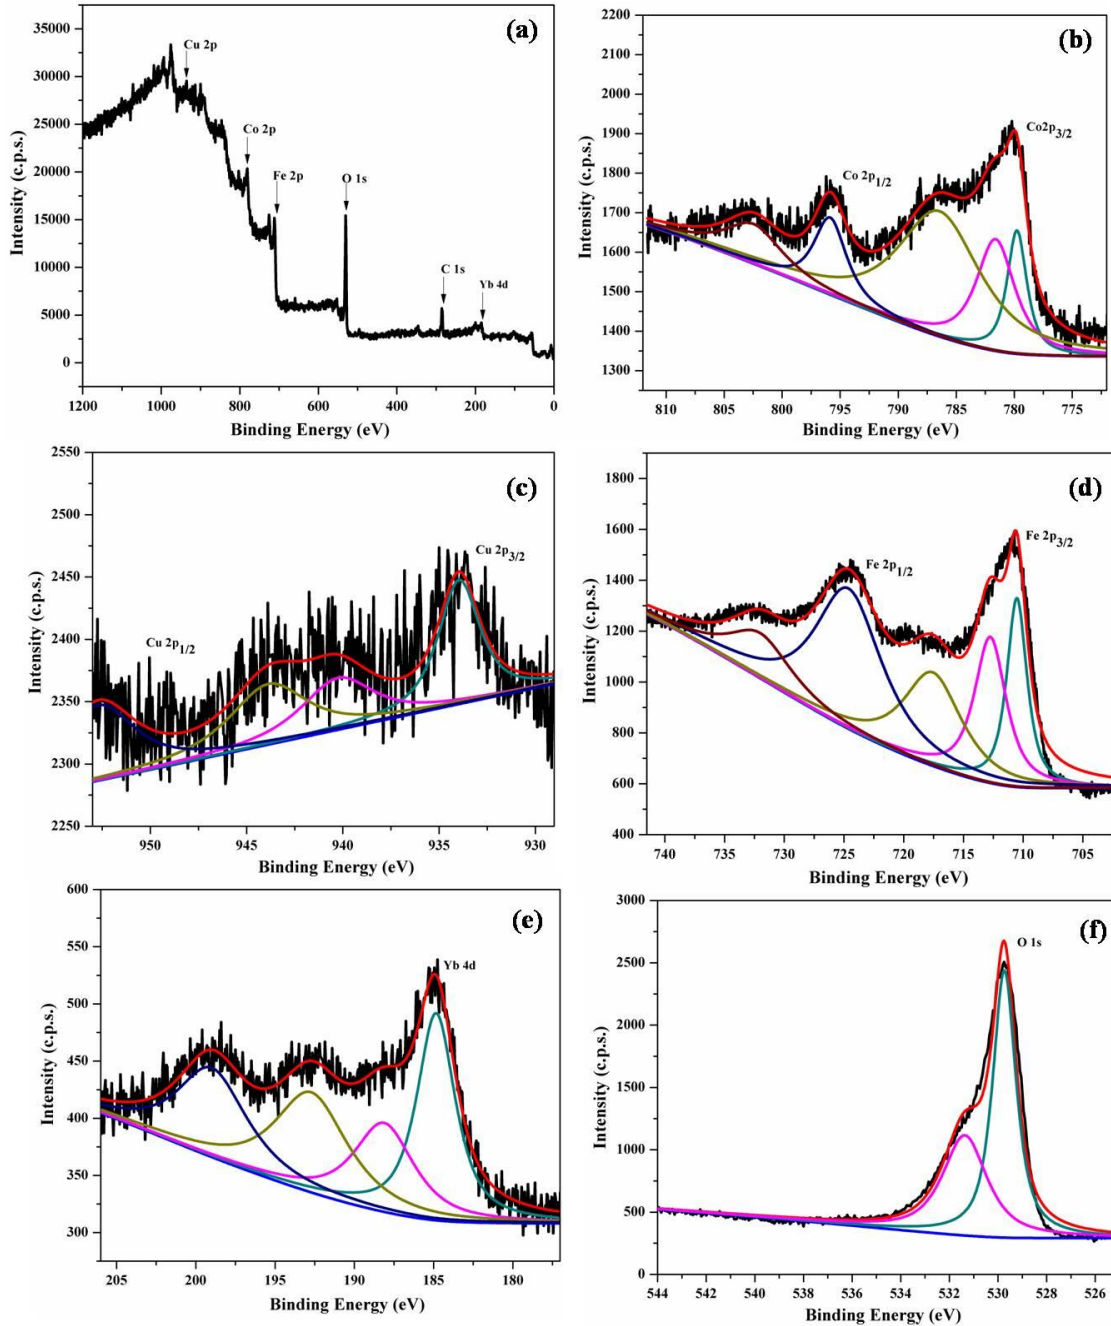 (a)
35000
30000
25000
20000
15000
10000
5000
0
Cu 2p
Co 2p
Fe 2p
O 1s
C 1s
Yb 4d
1200 1000 800 600 400 200 0
Binding Energy (eV)
Intensity (c.p.s.)
(b)
2200
2100
2000
1900
1800
1700
1600
1500
1400
1300
Co2p3/2
Co 2p1/2
810 805 800 795 790 785 780 775
Binding Energy (eV)
Intensity (c.p.s.)
(c)
2550
2500
2450
2400
2350
2300
2250
Cu 2p3/2
Cu 2p1/2
950 945 940 935 930
Binding Energy (eV)
Intensity (c.p.s.)
(d)
1800
1600
1400
1200
1000
800
600
400
Fe 2p3/2
Fe 2p1/2
740 735 730 725 720 715 710 705
Binding Energy (eV)
Intensity (c.p.s.)
(e)
600
550
500
450
400
350
300
Yb 4d
205 200 195 190 185 180
Binding Energy (eV)
Intensity (c.p.s.)
(f)
3000
2500
2000
1500
1000
500
0
O 1s
544 542 540 538 536 534 532 530 528 526
Binding Energy (eV)
Intensity (c.p.s.)